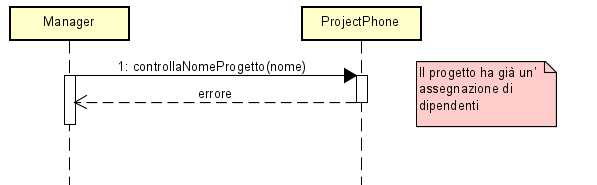 Manager
ProjectPhone
1: controllaNomeProgetto(nome)
errore
Il progetto ha già un'
assegnazione di
dipendenti